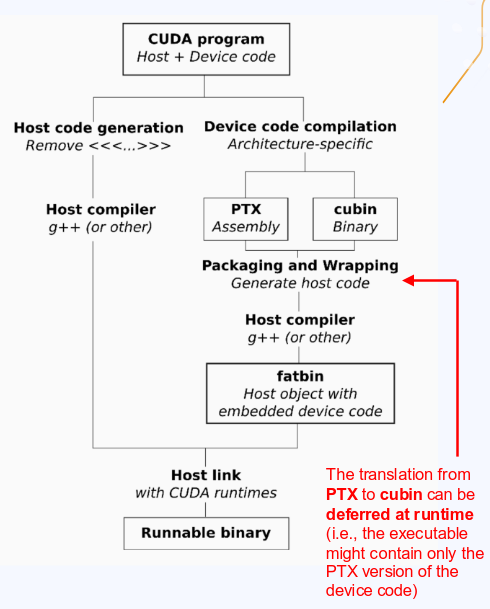 CUDA program
Host + Device code
Host code generation
Remove <<<...>>>
Device code compilation
Architecture-specific
Host compiler
g++ (or other)
PTX
Assembly
cubin
Binary
Packaging and Wrapping
Generate host code
Host compiler
g++ (or other)
fatbin
Host object with
embedded device code
Host link
with CUDA runtimes
Runnable binary
The translation from
PTX to cubin can be
deferred at runtime
(i.e., the executable
might contain only the
PTX version of the
device code)